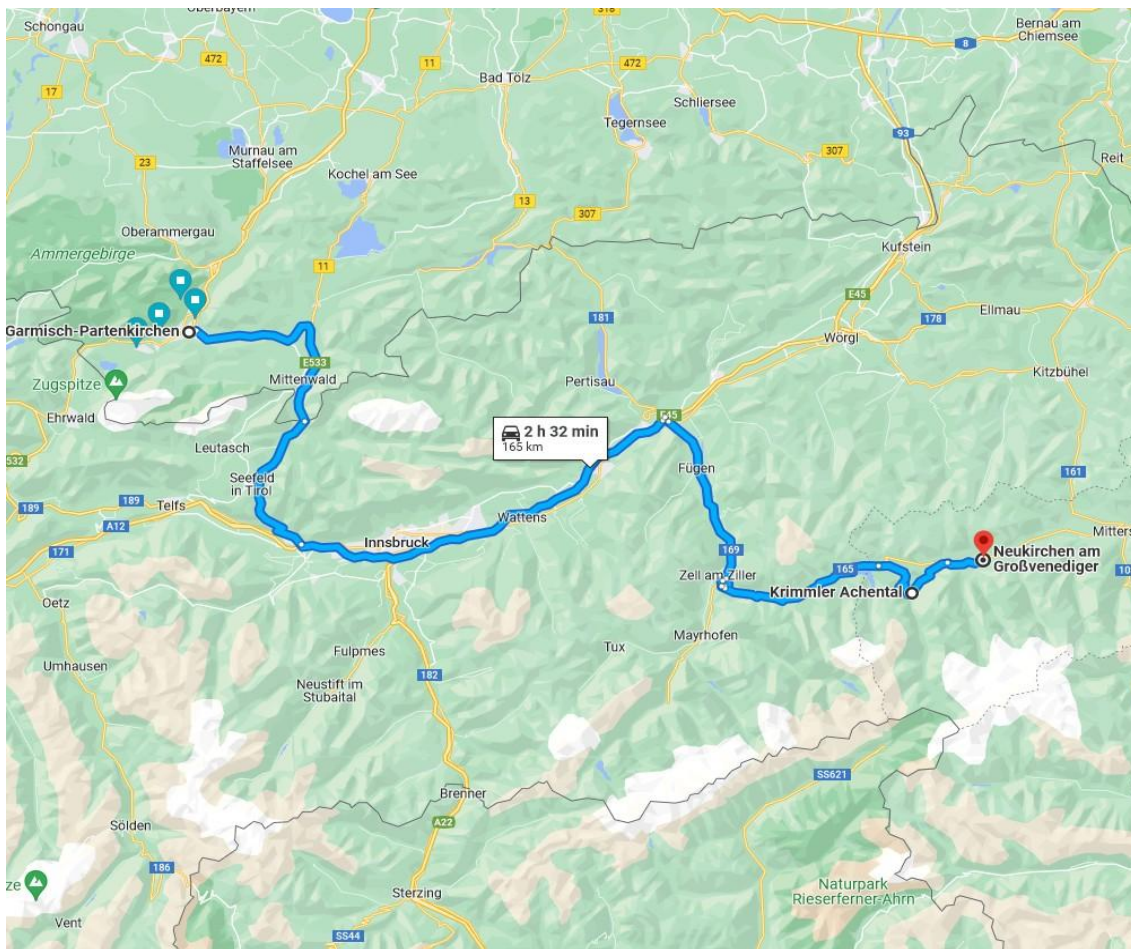 Schongau
Oberbayern
318
Bernau am
Chiemsee
8
472
11
17
Bad Tölz
472
Schliersee
Tegernsee
93
Murnau am
Staffelsee
23
Kochel am See
307
Reit
13
307
Oberammergau
Kufstein
Ammergebirge
11
E45
Ellmau
181
178
Garmisch-Partenkirchen
Wörgl
E533
Mittenwald
Pertisau
Kitzbühel
Zugspitze
Ehrwald
E45
2 h 32 min
165 km
Leutasch
532
Fügen
161
Seefeld
in Tirol
189
189
Telfs
Wattens
A12
Innsbruck
Mitters
171
169
Neukirchen am
Großvenediger
165
10
Zell am Ziller
Krimmler Achental
Oetz
Mayrhofen
Tux
Fulpmes
Umhausen
182
Neustift im
Stubaital
SS621
Brenner
A22
Sölden
186
ze
Naturpark
Rieserferner-Ahrn
Sterzing
Vent
SS44